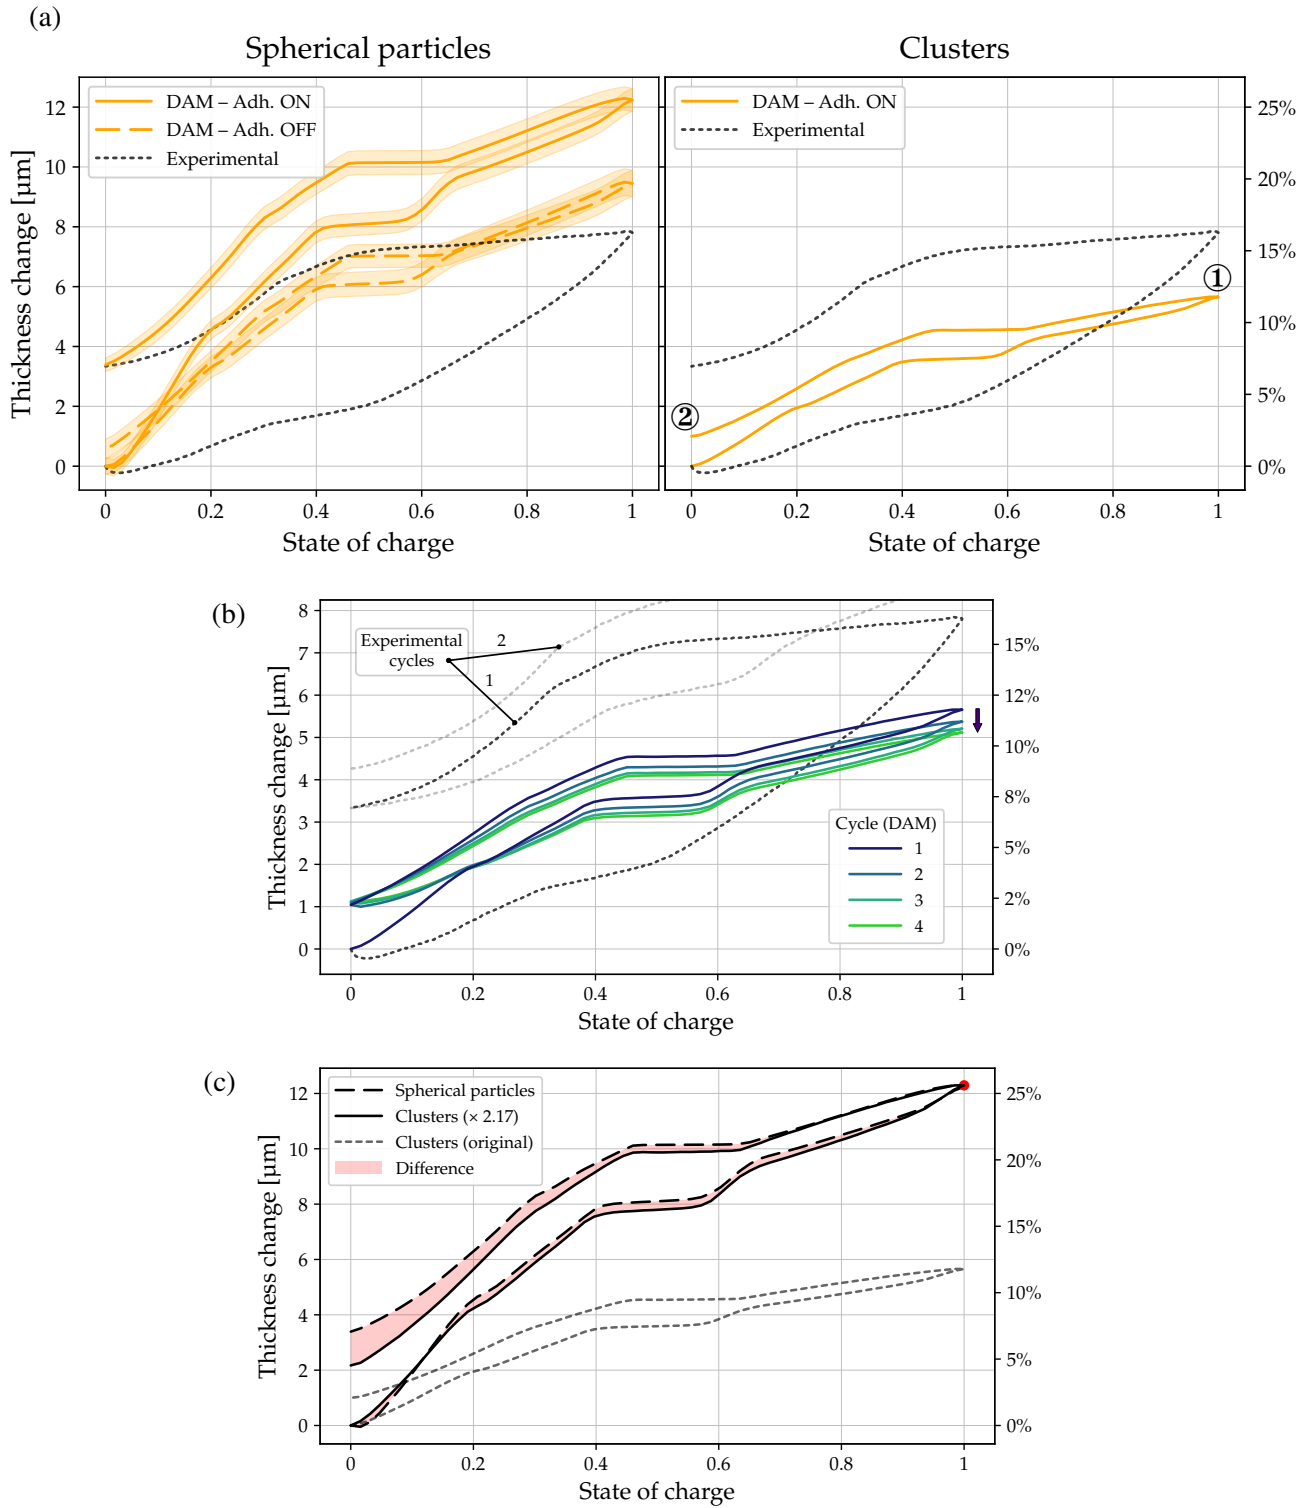 (a)
Spherical particles
Clusters
DAM – Adh. ON
DAM – Adh. OFF
Experimental
DAM – Adh. ON
Experimental
12
10
8
6
4
2
0
Thickness change [µm]
25%
20%
15%
10%
5%
0%
①
②
0 0.2 0.4 0.6 0.8 1
0 0.2 0.4 0.6 0.8 1
State of charge
State of charge
(b)
8
7
6
5
4
3
2
1
0
Thickness change [µm]
Experimental
cycles
2
1
15%
12%
10%
8%
5%
2%
0%
Cycle (DAM)
1
2
3
4
0 0.2 0.4 0.6 0.8 1
State of charge
(c)
Spherical particles
Clusters (× 2.17)
Clusters (original)
Difference
12
10
8
6
4
2
0
Thickness change [µm]
25%
20%
15%
10%
5%
0%
0 0.2 0.4 0.6 0.8 1
State of charge